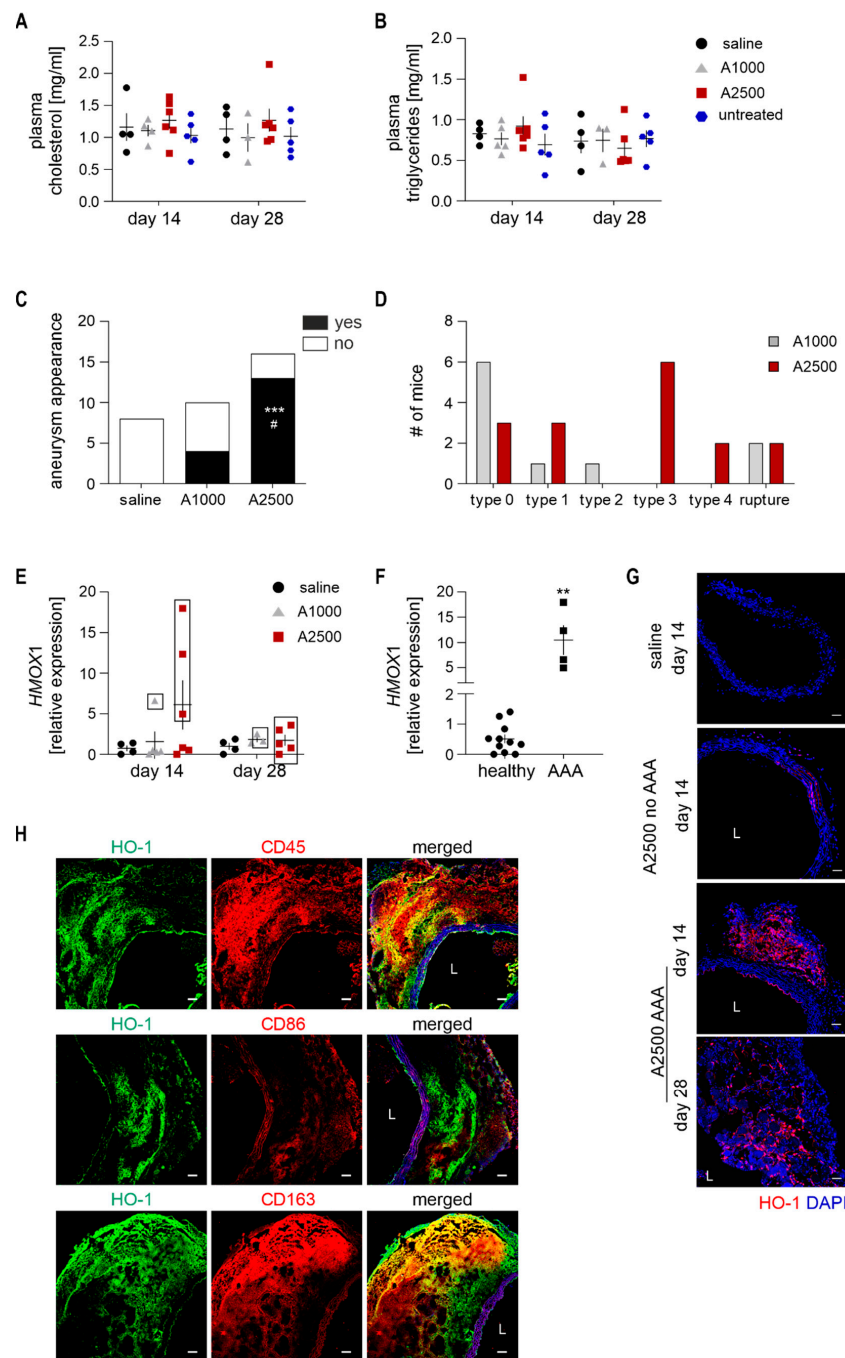 A
plasma
cholesterol [mg/ml]
2.5
2.0
1.5
1.0
0.5
0.0
day 14
day 28
B
plasma
triglycerides [mg/ml]
2.5
2.0
1.5
1.0
0.5
0.0
day 14
day 28
saline
A1000
A2500
untreated
C
aneurysm appearance
20
15
10
5
0
***
#
saline
A1000
A2500
yes
no
D
# of mice
8
6
4
2
0
type 0
type 1
type 2
type 3
type 4
rupture
A1000
A2500
E
HMOX1
[relative expression]
20
15
10
5
0
day 14
day 28
saline
A1000
A2500
F
HMOX1
[relative expression]
20
15
10
5
2
1
0
**
healthy
AAA
G
saline
day 14
A2500 no AAA
day 14
L
A2500 AAA
day 14
L
day 28
L
HO-1 DAPI
H
HO-1
CD45
merged
L
HO-1
CD86
merged
L
HO-1
CD163
merged
L